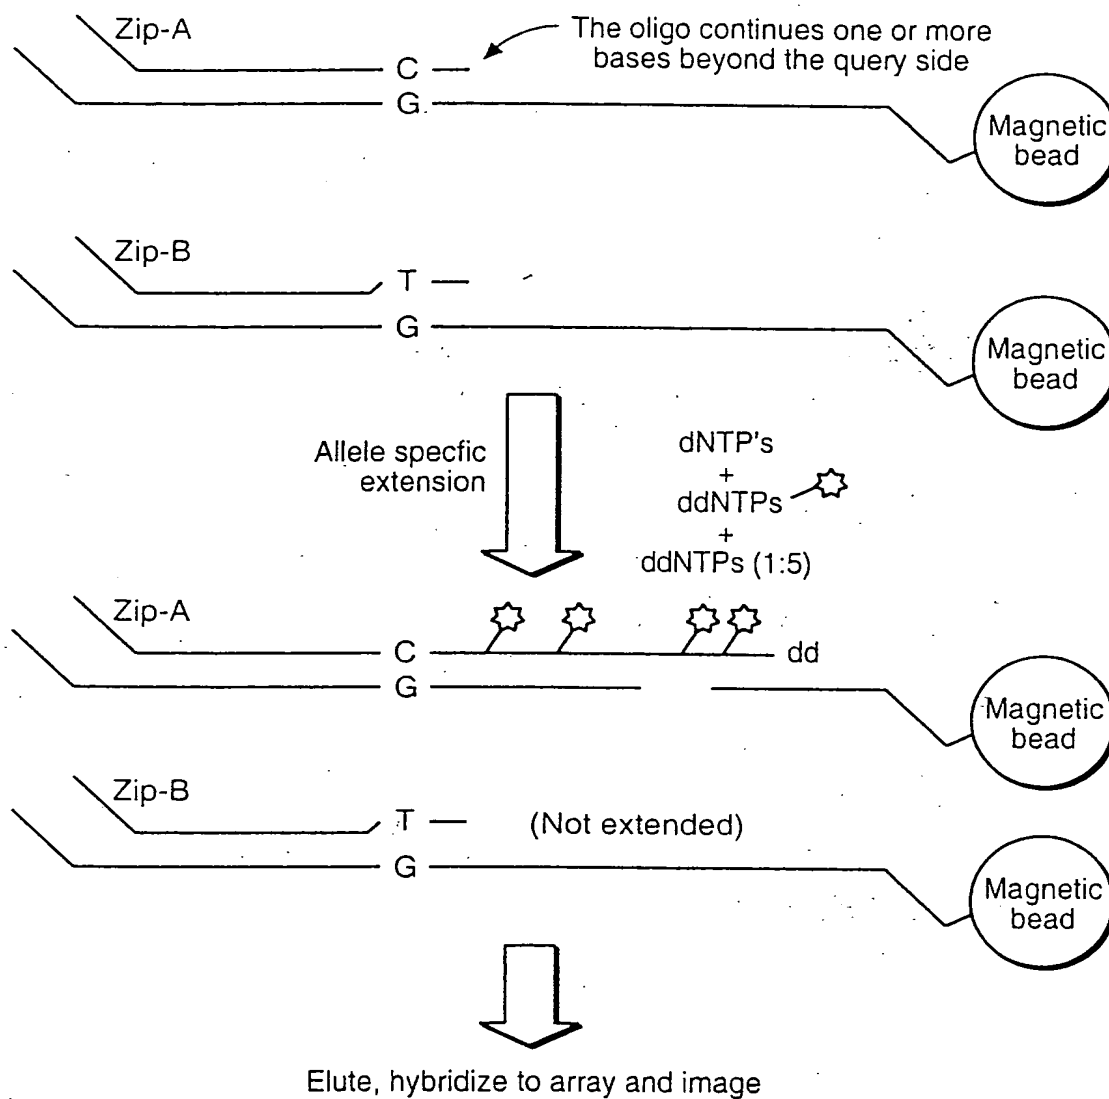 Zip-A
The oligo continues one or more
bases beyond the query side
C
G
Magnetic
bead
Zip-B
T
G
Magnetic
bead
Allele specfic
extension
dNTP's
+
ddNTPs
+
ddNTPs (1:5)
Zip-A
C
dd
G
Magnetic
bead
Zip-B
T
(Not extended)
G
Magnetic
bead
Elute, hybridize to array and image